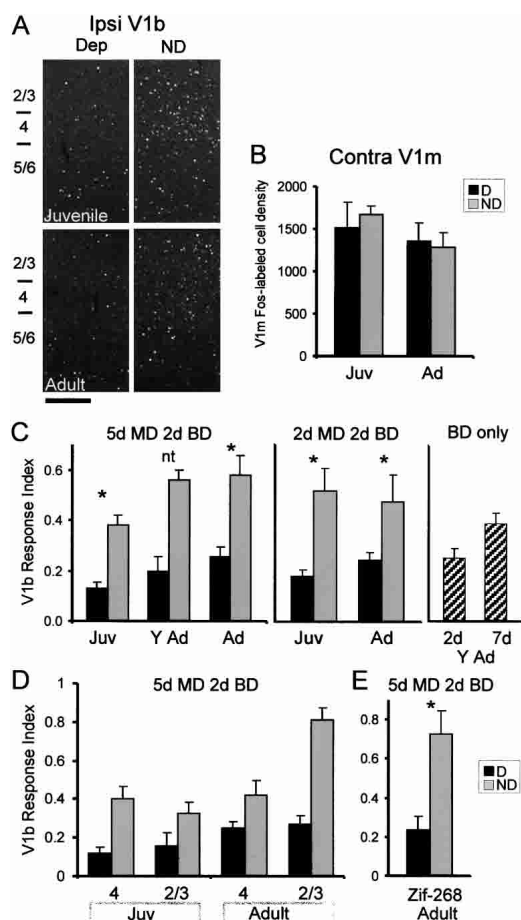 A
Ipsi V1b
Dep
ND
2/3
4
5/6
Juvenile
2/3
4
5/6
Adult
B
Contra V1m
V1m Fos-labeled cell density
2000
1500
1000
500
0
D
ND
Juv
Ad
C
V1b Response Index
5d MD 2d BD
2d MD 2d BD
BD only
0.6
0.4
0.2
0.0
*
nt
*
*
*
Juv
Y Ad
Ad
Juv
Ad
2d
7d
Y Ad
D
V1b Response Index
5d MD 2d BD
1
0.8
0.6
0.4
0.2
0
4
2/3
4
2/3
Juv
Adult
E
5d MD 2d BD
0.8
0.6
0.4
0.2
0
*
D
ND
Zif-268
Adult